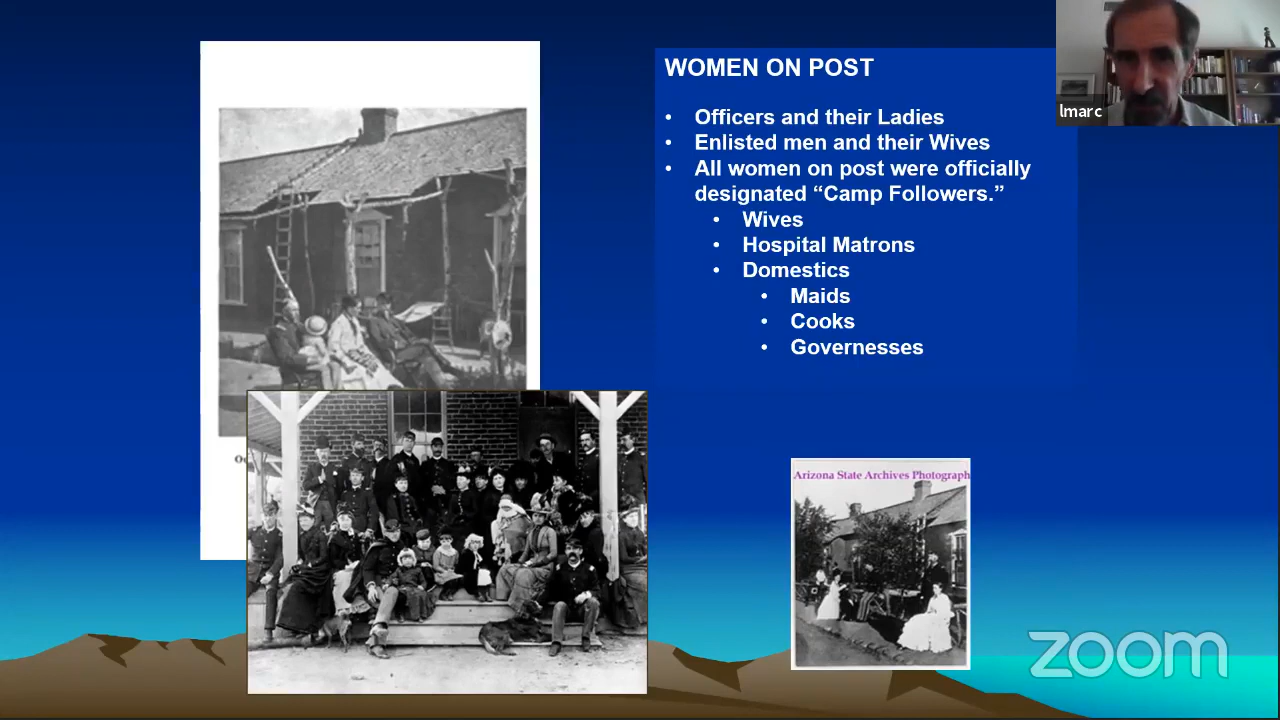 WOMEN ON POST
• Officers and their Ladies
• Enlisted men and their Wives
• All women on post were officially
designated “Camp Followers.”
• Wives
• Hospital Matrons
• Domestics
• Maids
• Cooks
• Governesses
lmarc
Arizona State Archives Photograph
zoom